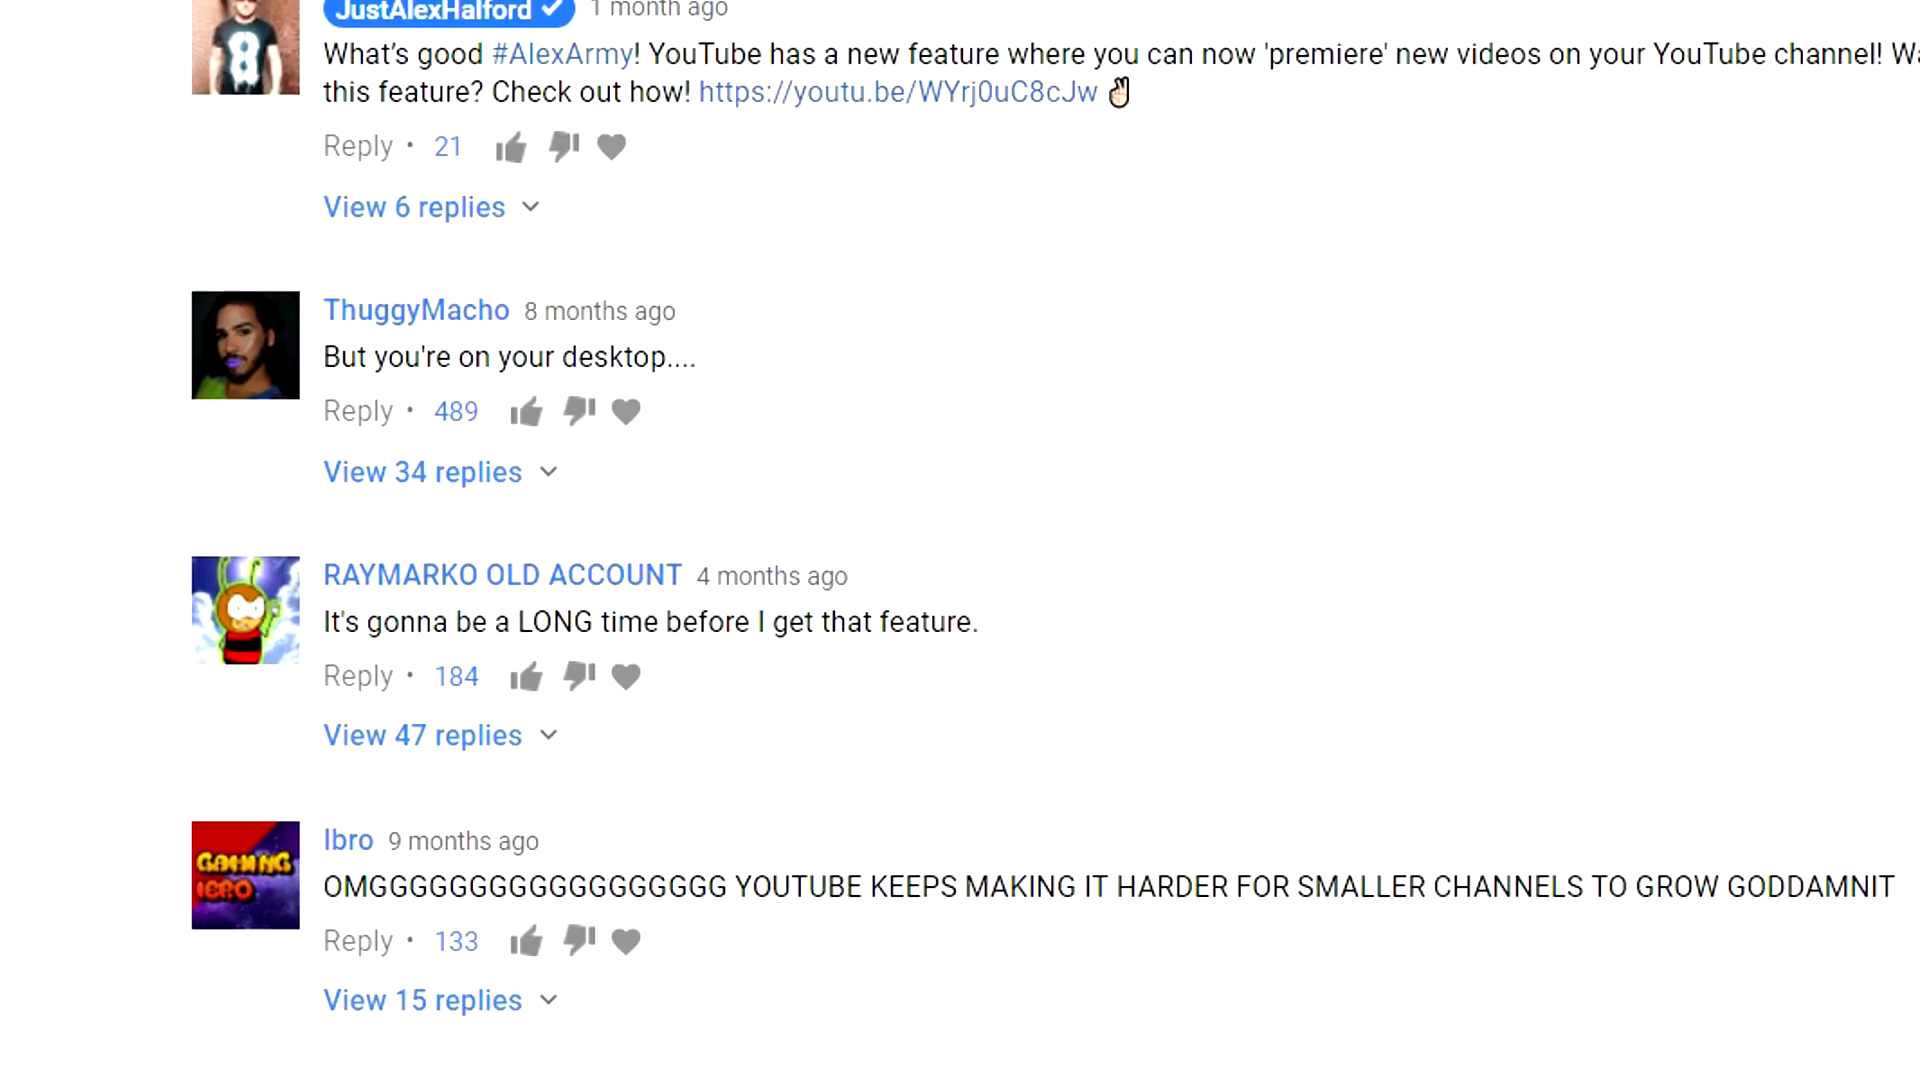 JustAlexHalford 1 month ago
What's good #AlexArmy! YouTube has a new feature where you can now 'premiere' new videos on your YouTube channel!
this feature? Check out how! https://youtu.be/WYrj0uC8cJw ✌🏻
Reply • 21
View 6 replies
ThuggyMacho 8 months ago
But you're on your desktop....
Reply • 489
View 34 replies
RAYMARKO OLD ACCOUNT 4 months ago
It's gonna be a LONG time before I get that feature.
Reply • 184
View 47 replies
Ibro 9 months ago
GAMING
IBRO
OMGGGGGGGGGGGGGGGGGG YOUTUBE KEEPS MAKING IT HARDER FOR SMALLER CHANNELS TO GROW GODDAMNIT
Reply • 133
View 15 replies